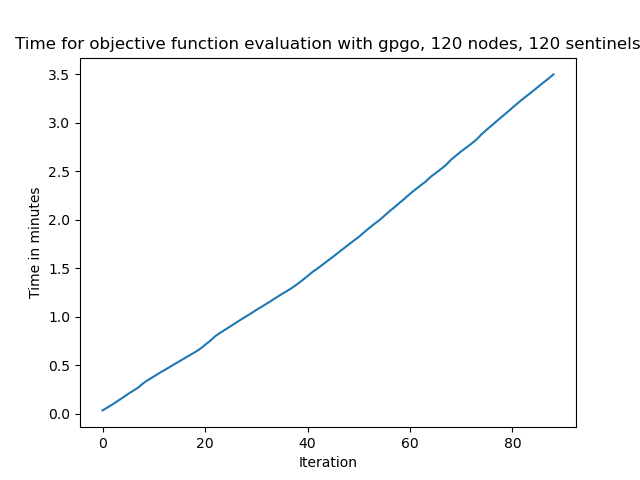 Time for objective function evaluation with gpgo, 120 nodes, 120 sentinels
3.5
3.0
2.5
2.0
1.5
1.0
0.5
0.0
Time in minutes
0 20 40 60 80
Iteration